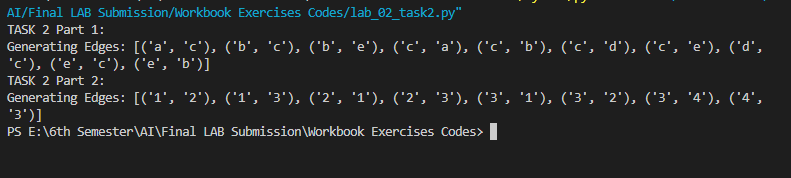 AI/Final LAB Submission/Workbook Exercises Codes/lab_02_task2.py"
TASK 2 Part 1:
Generating Edges: [('a', 'c'), ('b', 'c'), ('b', 'e'), ('c', 'a'), ('c', 'b'), ('c', 'd'), ('c', 'e'), ('d',
'c'), ('e', 'c'), ('e', 'b')]
TASK 2 Part 2:
Generating Edges: [('1', '2'), ('1', '3'), ('2', '1'), ('2', '3'), ('3', '1'), ('3', '2'), ('3', '4'), ('4',
'3')]
PS E:\6th Semester\AI\Final LAB Submission\Workbook Exercises Codes>